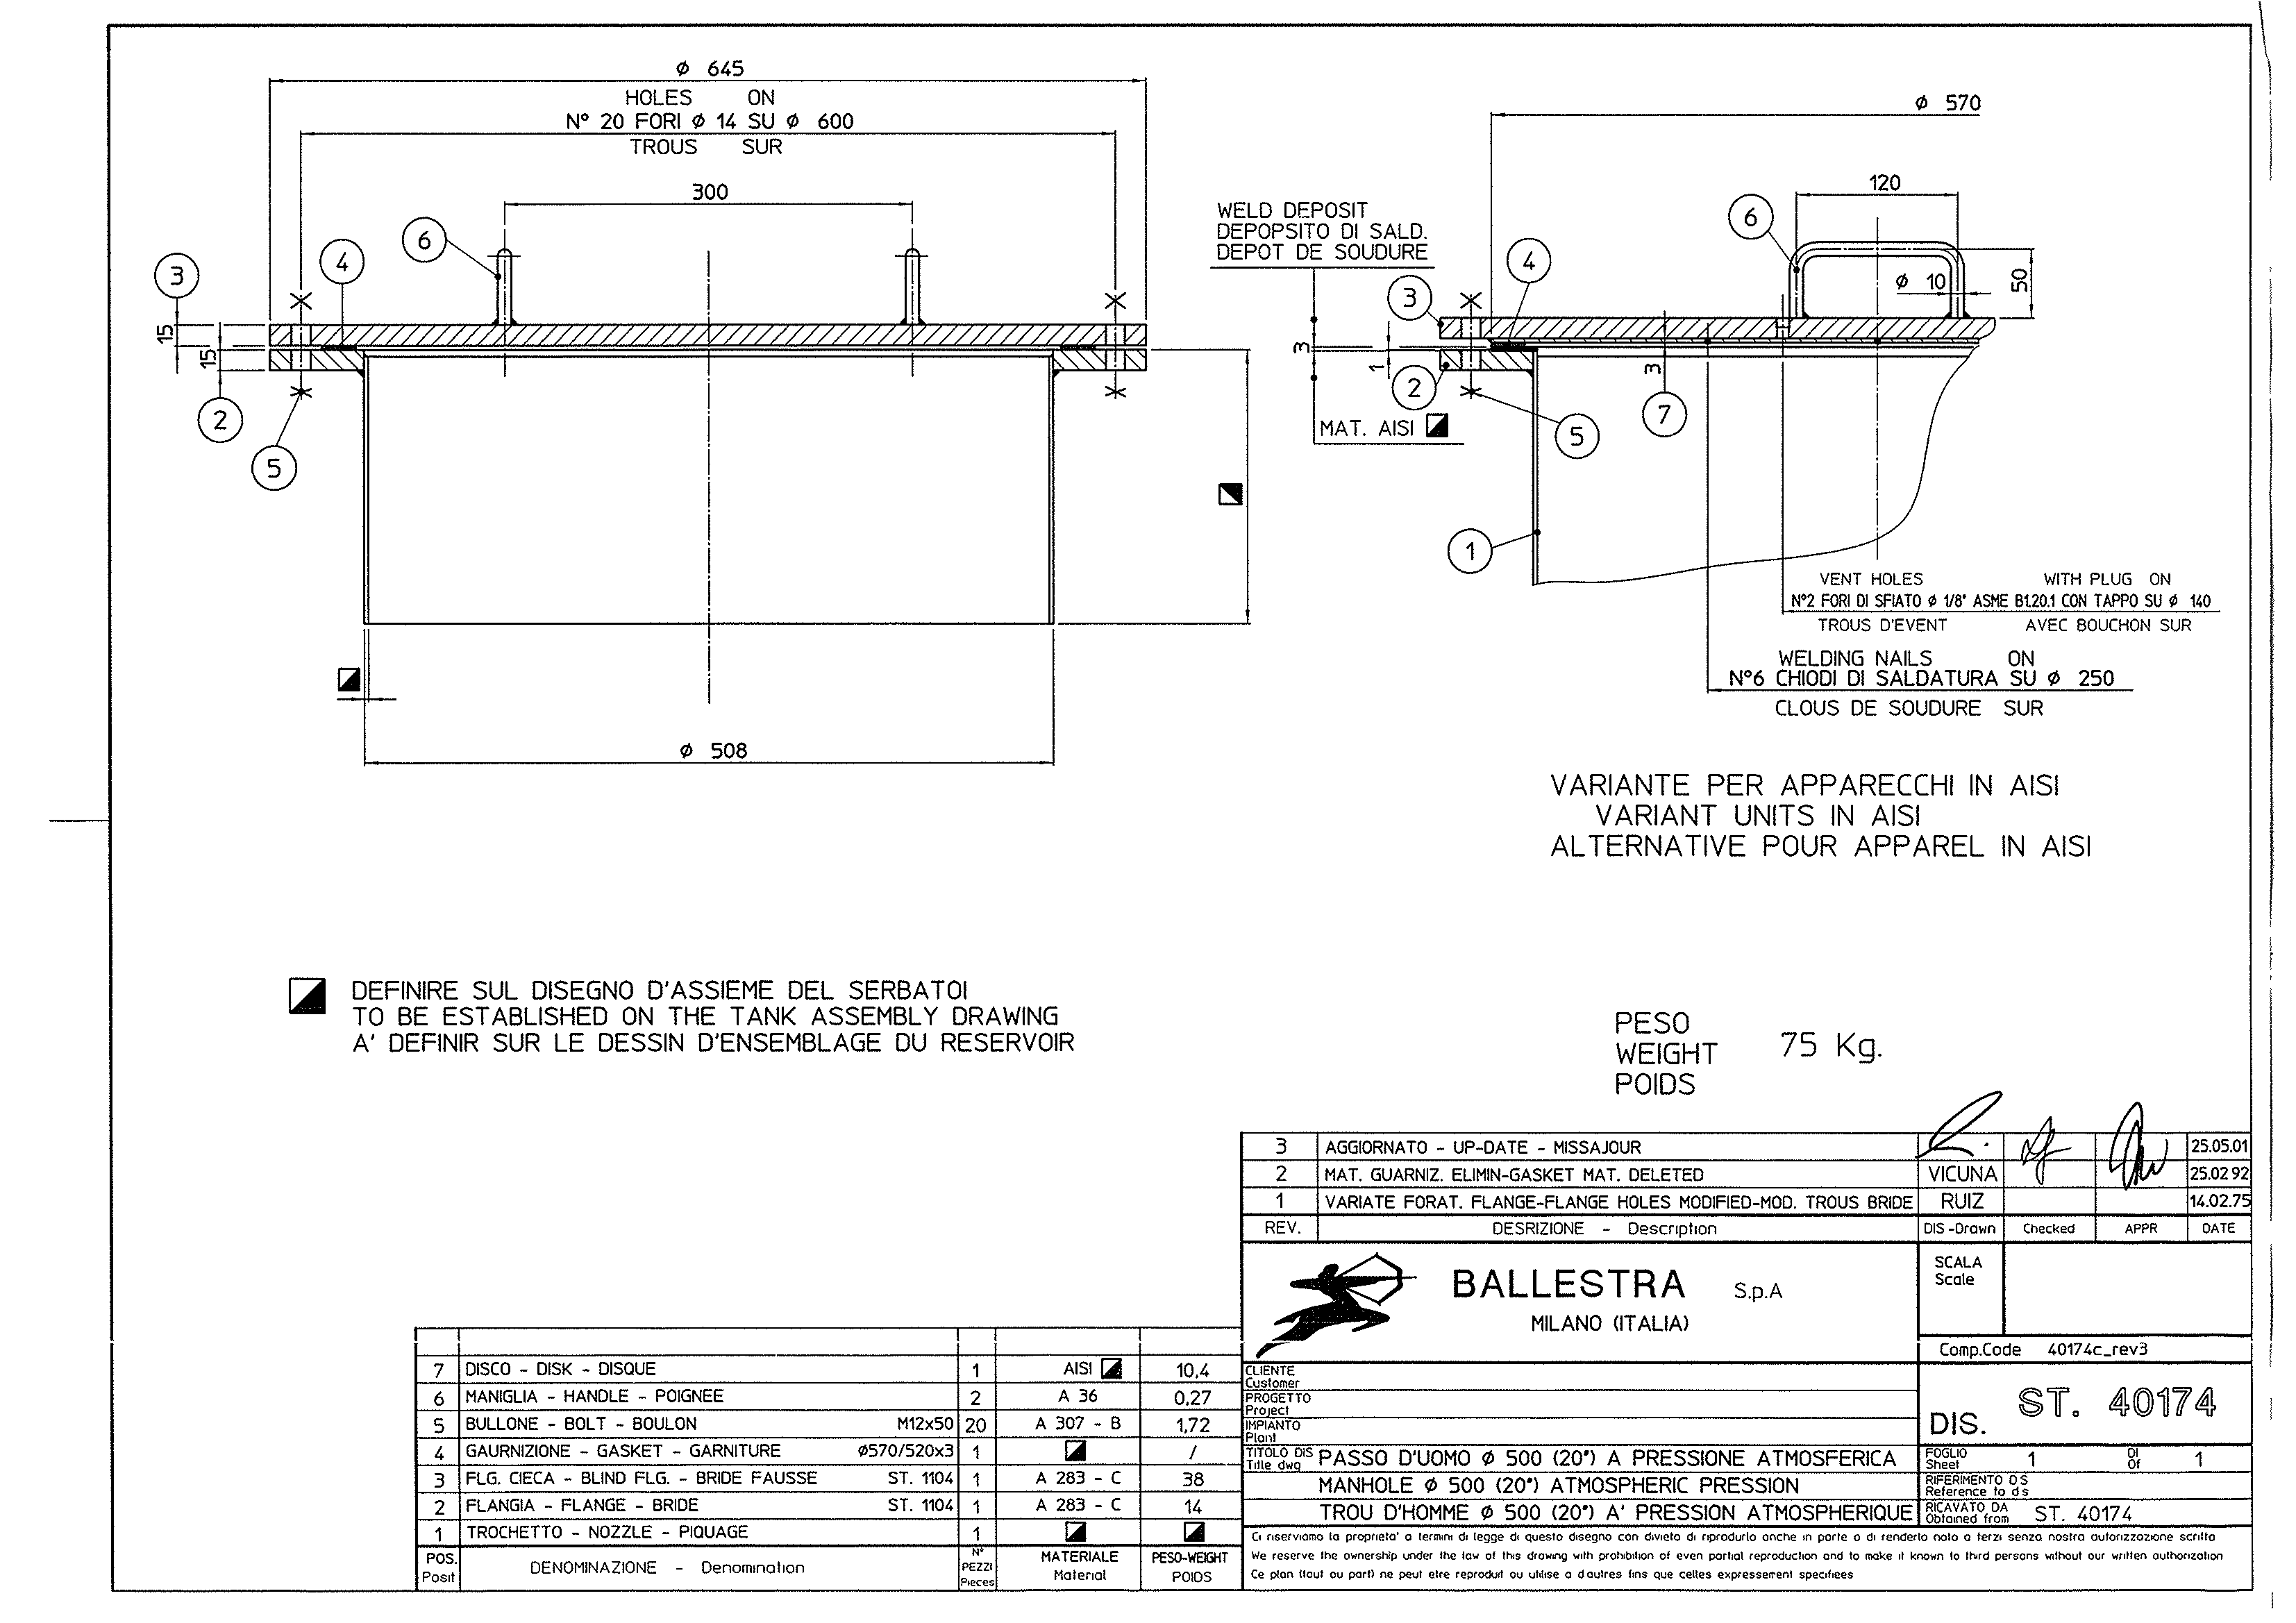 Ø 645
HOLES ON
N° 20 FORI Ø 14 SU Ø 600
TROUS SUR
300
6
4
3
15
15
2
5
Ø 508
Ø 570
120
WELD DEPOSIT
DEPOPSITO DI SALD.
DEPOT DE SOUDURE
6
4
3
Ø 10
50
3
1
3
2
7
MAT. AISI
5
1
VENT HOLES WITH PLUG ON
N°2 FORI DI SFIATO Ø 1/8" ASME B1.20.1 CON TAPPO SU Ø 140
TROUS D'EVENT AVEC BOUCHON SUR
WELDING NAILS ON
N°6 CHIODI DI SALDATURA SU Ø 250
CLOUS DE SOUDURE SUR
VARIANTE PER APPARECCHI IN AISI
VARIANT UNITS IN AISI
ALTERNATIVE POUR APPAREL IN AISI
DEFINIRE SUL DISEGNO D'ASSIEME DEL SERBATOI
TO BE ESTABLISHED ON THE TANK ASSEMBLY DRAWING
A' DEFINIR SUR LE DESSIN D'ENSEMBLAGE DU RESERVOIR
PESO
WEIGHT 75 Kg.
POIDS
3 AGGIORNATO - UP-DATE - MISSAJOUR 25.05.01
2 MAT. GUARNIZ. ELIMIN-GASKET MAT. DELETED VICUNA 25.02 92
1 VARIATE FORAT. FLANGE-FLANGE HOLES MODIFIED-MOD. TROUS BRIDE RUIZ 14.02.75
REV. DESRIZIONE - Description DIS -Drawn Checked APPR DATE
BALLESTRA S.p.A
MILANO (ITALIA)
SCALA
Scale
Comp.Code 40174c_rev3
CLIENTE
Customer
PROGETTO
Project
IMPIANTO
Plant
DIS. ST. 40174
TITOLO DIS
Title dwg
PASSO D'UOMO Ø 500 (20") A PRESSIONE ATMOSFERICA
MANHOLE Ø 500 (20") ATMOSPHERIC PRESSION
TROU D'HOMME Ø 500 (20") A' PRESSION ATMOSPHERIQUE
FOGLIO
Sheet 1
DI
Of 1
RIFERIMENTO D S
Reference to d s
RICAVATO DA
Obtained from ST. 40174
Ci riserviamo la proprieta' a termini di legge di questo disegno con divieto di riprodurlo anche in parte o di renderlo noto a terzi senza nostra autorizzazione scritta
We reserve the ownership under the law of this drawing with prohibition of even partial reproduction and to make it known to third persons without our written authorization
Ce plan (tout ou part) ne peut etre reproduit ou utilise a d autres fins que celles expressement specifiees
7 DISCO - DISK - DISQUE 1 AISI 10,4
6 MANIGLIA - HANDLE - POIGNEE 2 A 36 0,27
5 BULLONE - BOLT - BOULON M12x50 20 A 307 - B 1,72
4 GAURNIZIONE - GASKET - GARNITURE Ø570/520x3 1 /
3 FLG. CIECA - BLIND FLG. - BRIDE FAUSSE ST. 1104 1 A 283 - C 38
2 FLANGIA - FLANGE - BRIDE ST. 1104 1 A 283 - C 14
1 TROCHETTO - NOZZLE - PIQUAGE 1
POS.
Posit
DENOMINAZIONE - Denomination
N°
PEZZI
Pieces
MATERIALE
Material
PESO-WEIGHT
POIDS